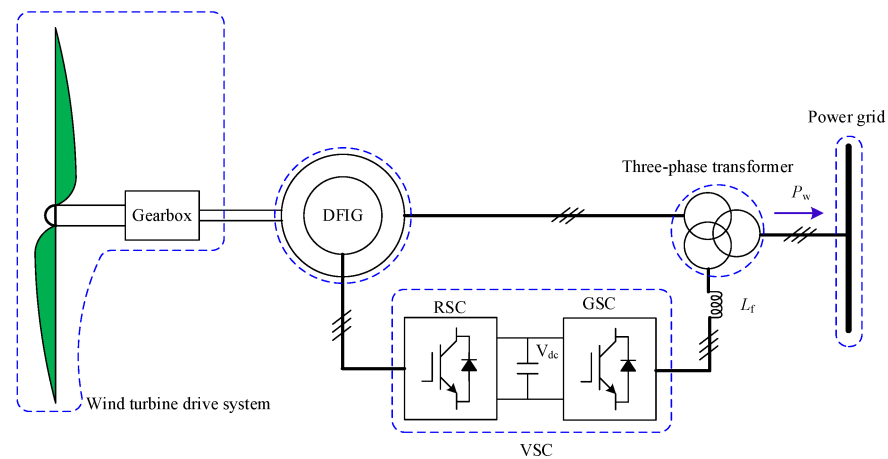 Power grid
Three-phase transformer
Pw
Gearbox
DFIG
RSC
GSC
Lf
Vdc
Wind turbine drive system
VSC